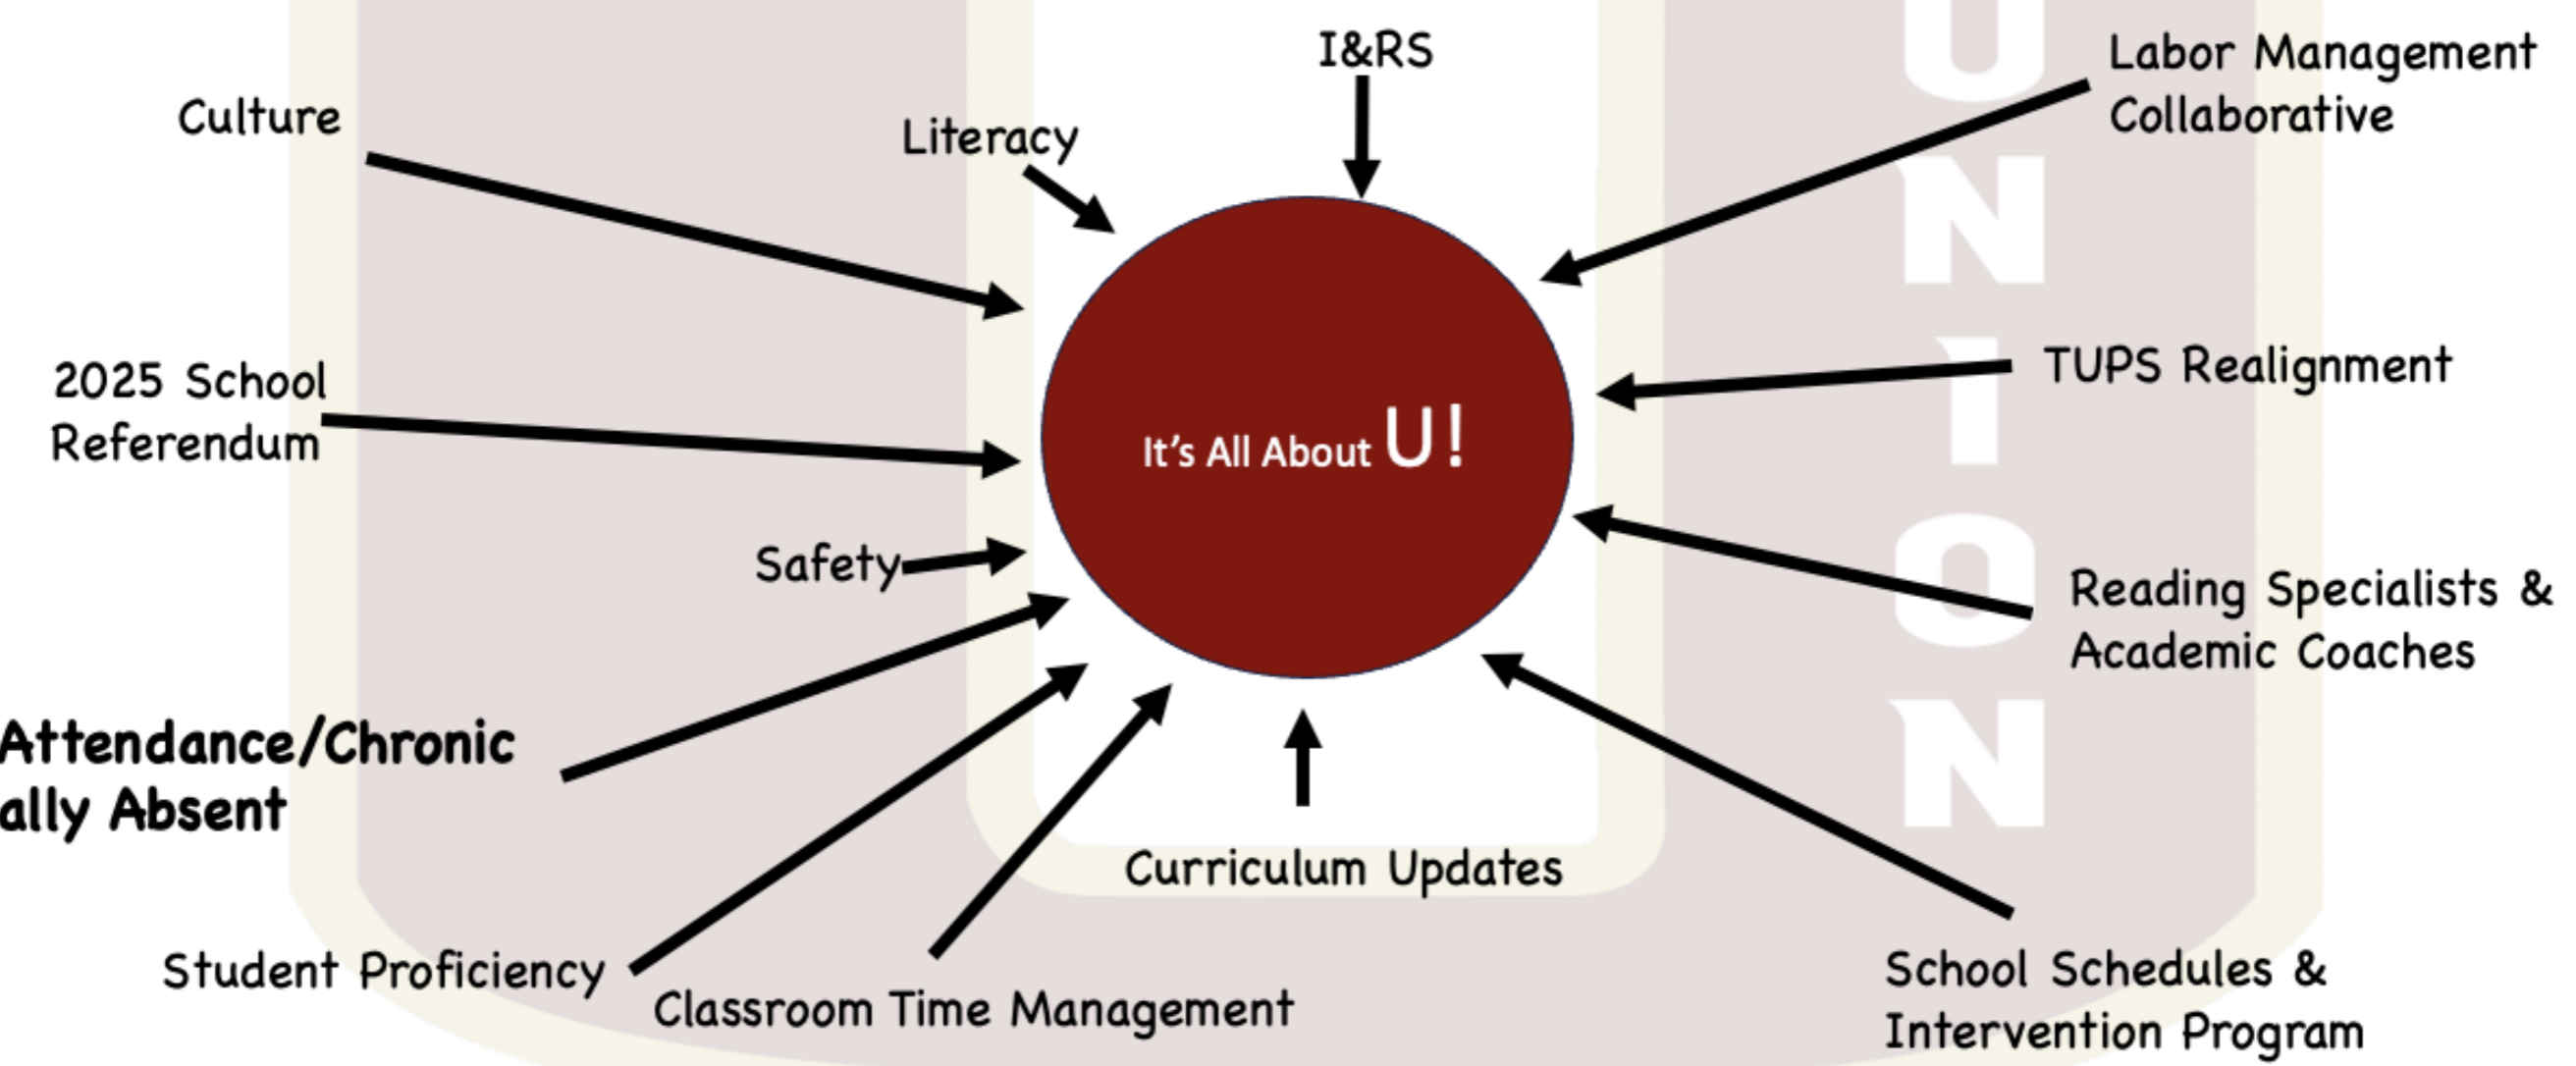 I&RS
Labor Management
Collaborative
Culture
Literacy
2025 School
Referendum
TUPS Realignment
It's All About U!
Safety
Reading Specialists &
Academic Coaches
Attendance/Chronic
ally Absent
Curriculum Updates
Student Proficiency
Classroom Time Management
School Schedules &
Intervention Program
UNION